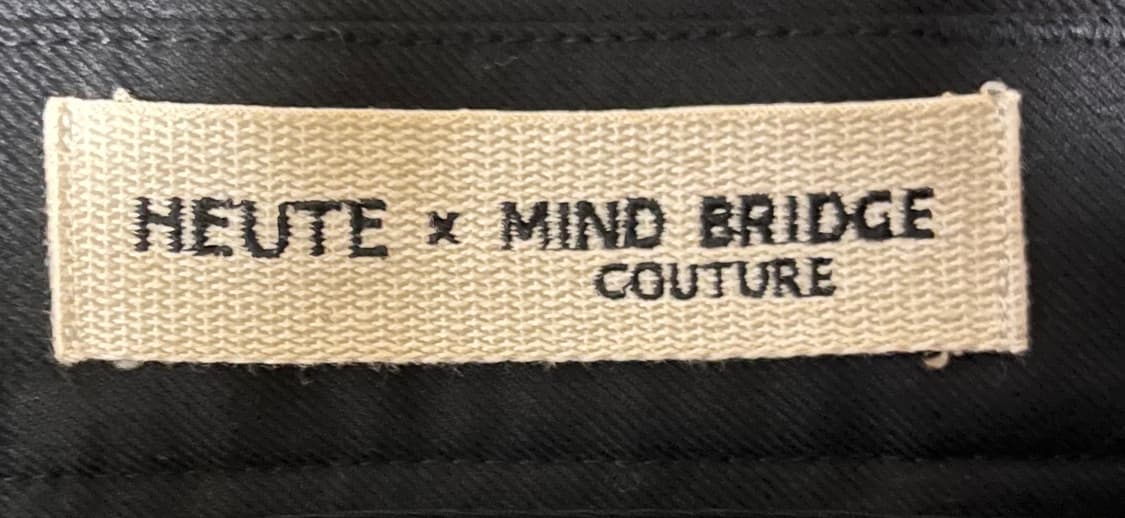 HEUTE x MIND BRIDGE
COUTURE